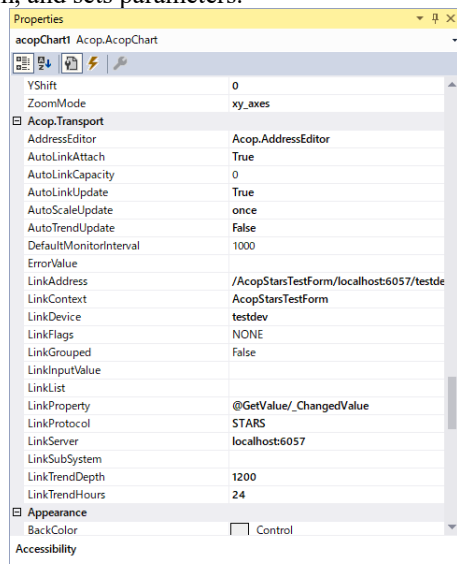 n, and sets parameters.
Properties
acopChart1 Acop.AcopChart
YShift 0
ZoomMode xy_axes
Acop.Transport
AddressEditor Acop.AddressEditor
AutoLinkAttach True
AutoLinkCapacity 0
AutoLinkUpdate True
AutoScaleUpdate once
AutoTrendUpdate False
DefaultMonitorInterval 1000
ErrorValue
LinkAddress /AcopStarsTestForm/localhost:6057/testde
LinkContext AcopStarsTestForm
LinkDevice testdev
LinkFlags NONE
LinkGrouped False
LinkInputValue
LinkList
LinkProperty @GetValue/_ChangedValue
LinkProtocol STARS
LinkServer localhost:6057
LinkSubSystem
LinkTrendDepth 1200
LinkTrendHours 24
Appearance
BackColor Control
Accessibility